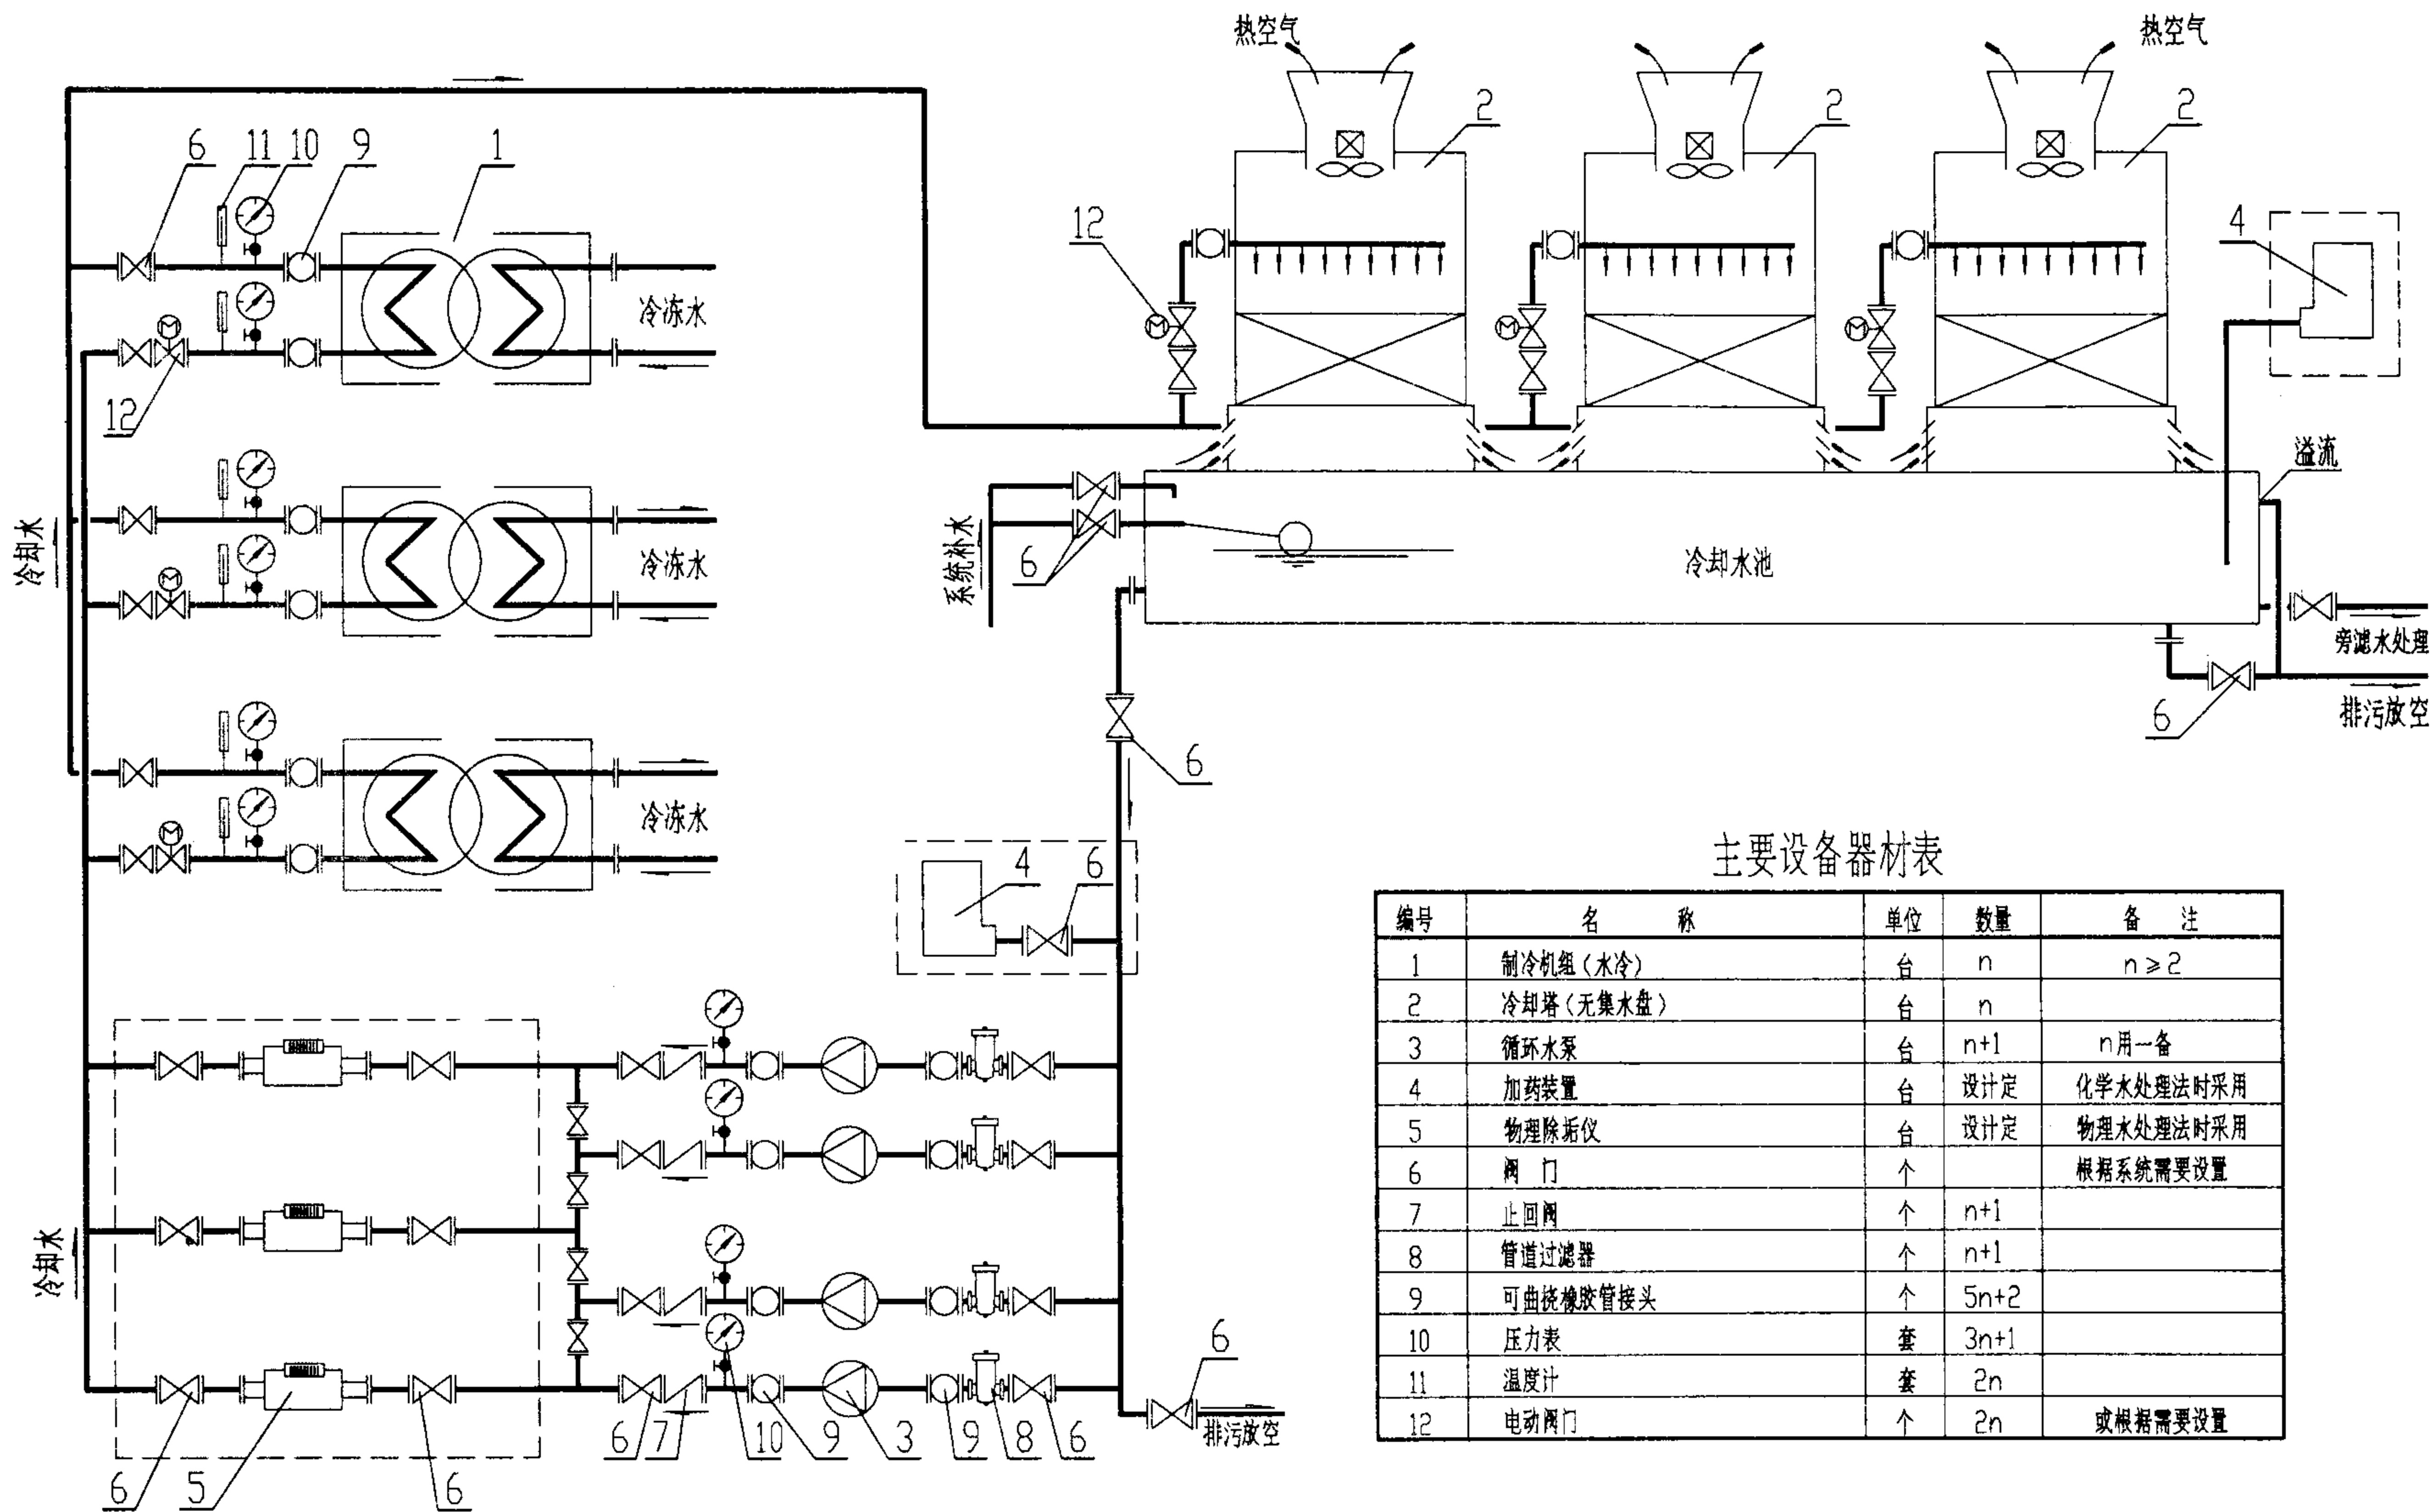 热空气
热空气
2
2
2
6
11
10
9
1
12
4
M
M
M
冷冻水
M
12
溢流
冷却水
系统补水
6
冷却水池
冷冻水
M
旁滤水处理
6
排污放空
6
冷冻水
M
4
6
主要设备器材表
编号 名 称 单位 数量 备 注
1 制冷机组(水冷) 台 n n≥2
2 冷却塔(无集水盘) 台 n
3 循环水泵 台 n+1 n用一备
4 加药装置 台 设计定 化学水处理法时采用
5 物理除垢仪 台 设计定 物理水处理法时采用
6 阀 门 个 根据系统需要设置
7 止回阀 个 n+1
8 管道过滤器 个 n+1
9 可曲挠橡胶管接头 个 5n+2
10 压力表 套 3n+1
11 温度计 套 2n
12 电动阀门 个 2n 或根据需要设置
冷却水
6
排污放空
6 7 10 9 3 9 8 6
6 5 6